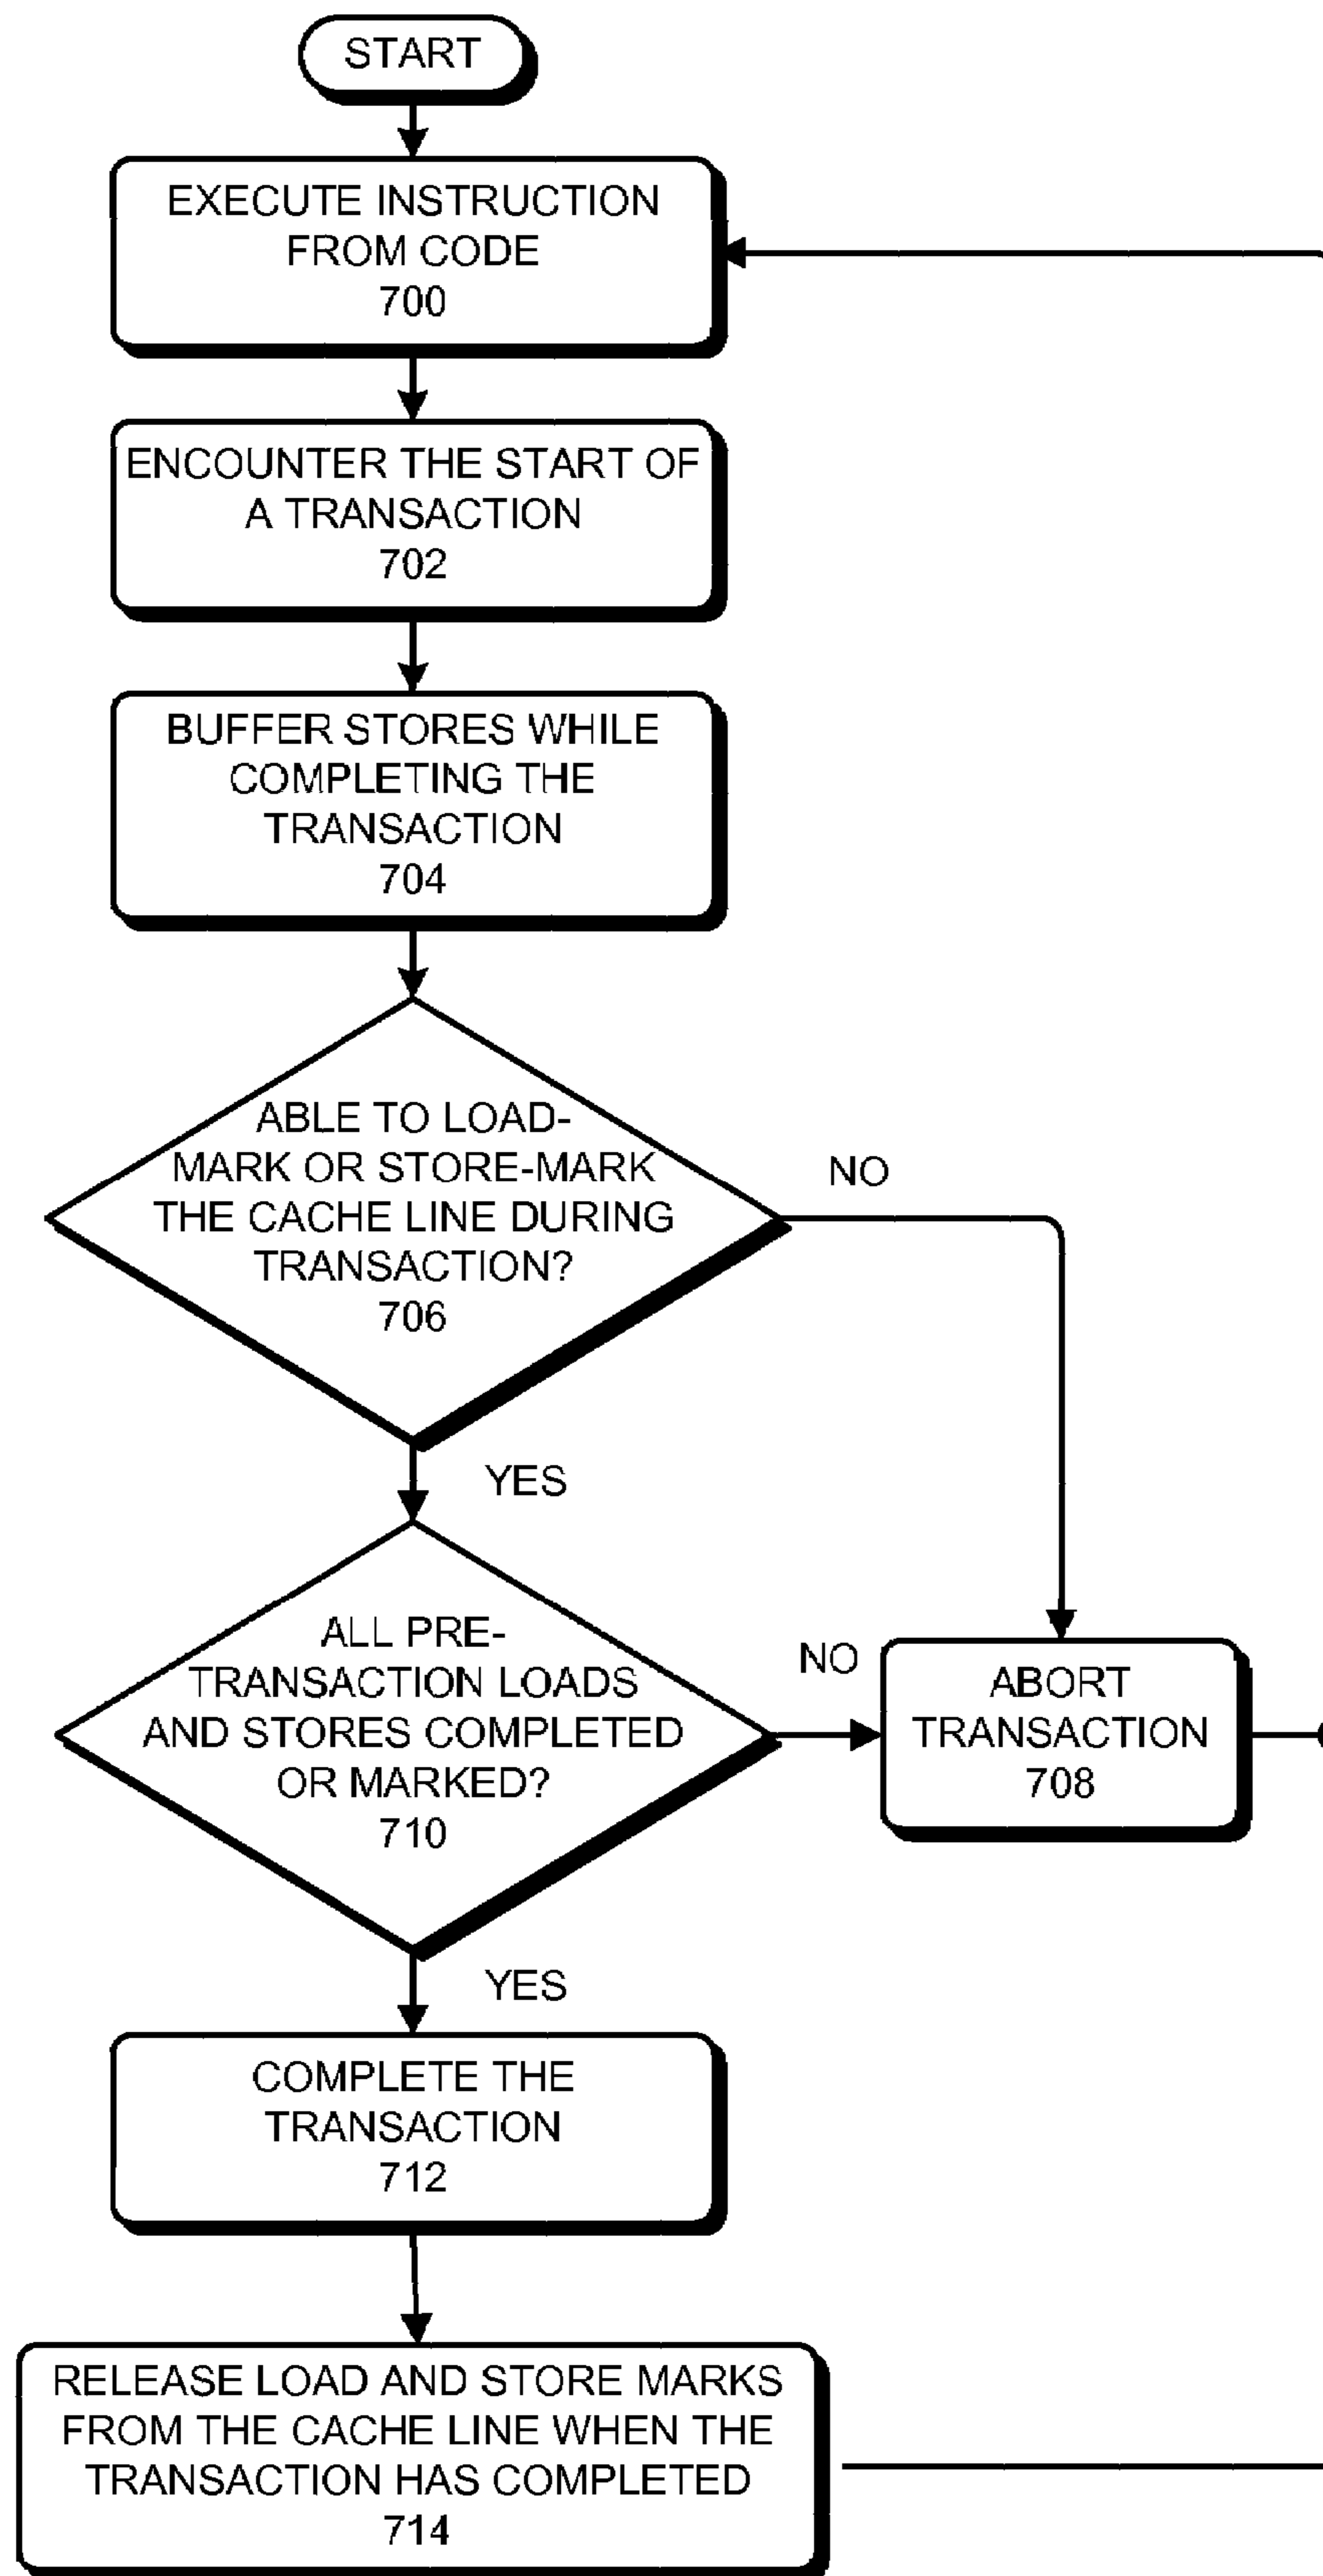 START
EXECUTE INSTRUCTION
FROM CODE
700
ENCOUNTER THE START OF
A TRANSACTION
702
BUFFER STORES WHILE
COMPLETING THE
TRANSACTION
704
ABLE TO LOAD-
MARK OR STORE-MARK
THE CACHE LINE DURING
TRANSACTION?
706
NO
YES
ALL PRE-
TRANSACTION LOADS
AND STORES COMPLETED
OR MARKED?
710
NO
ABORT
TRANSACTION
708
YES
COMPLETE THE
TRANSACTION
712
RELEASE LOAD AND STORE MARKS
FROM THE CACHE LINE WHEN THE
TRANSACTION HAS COMPLETED
714